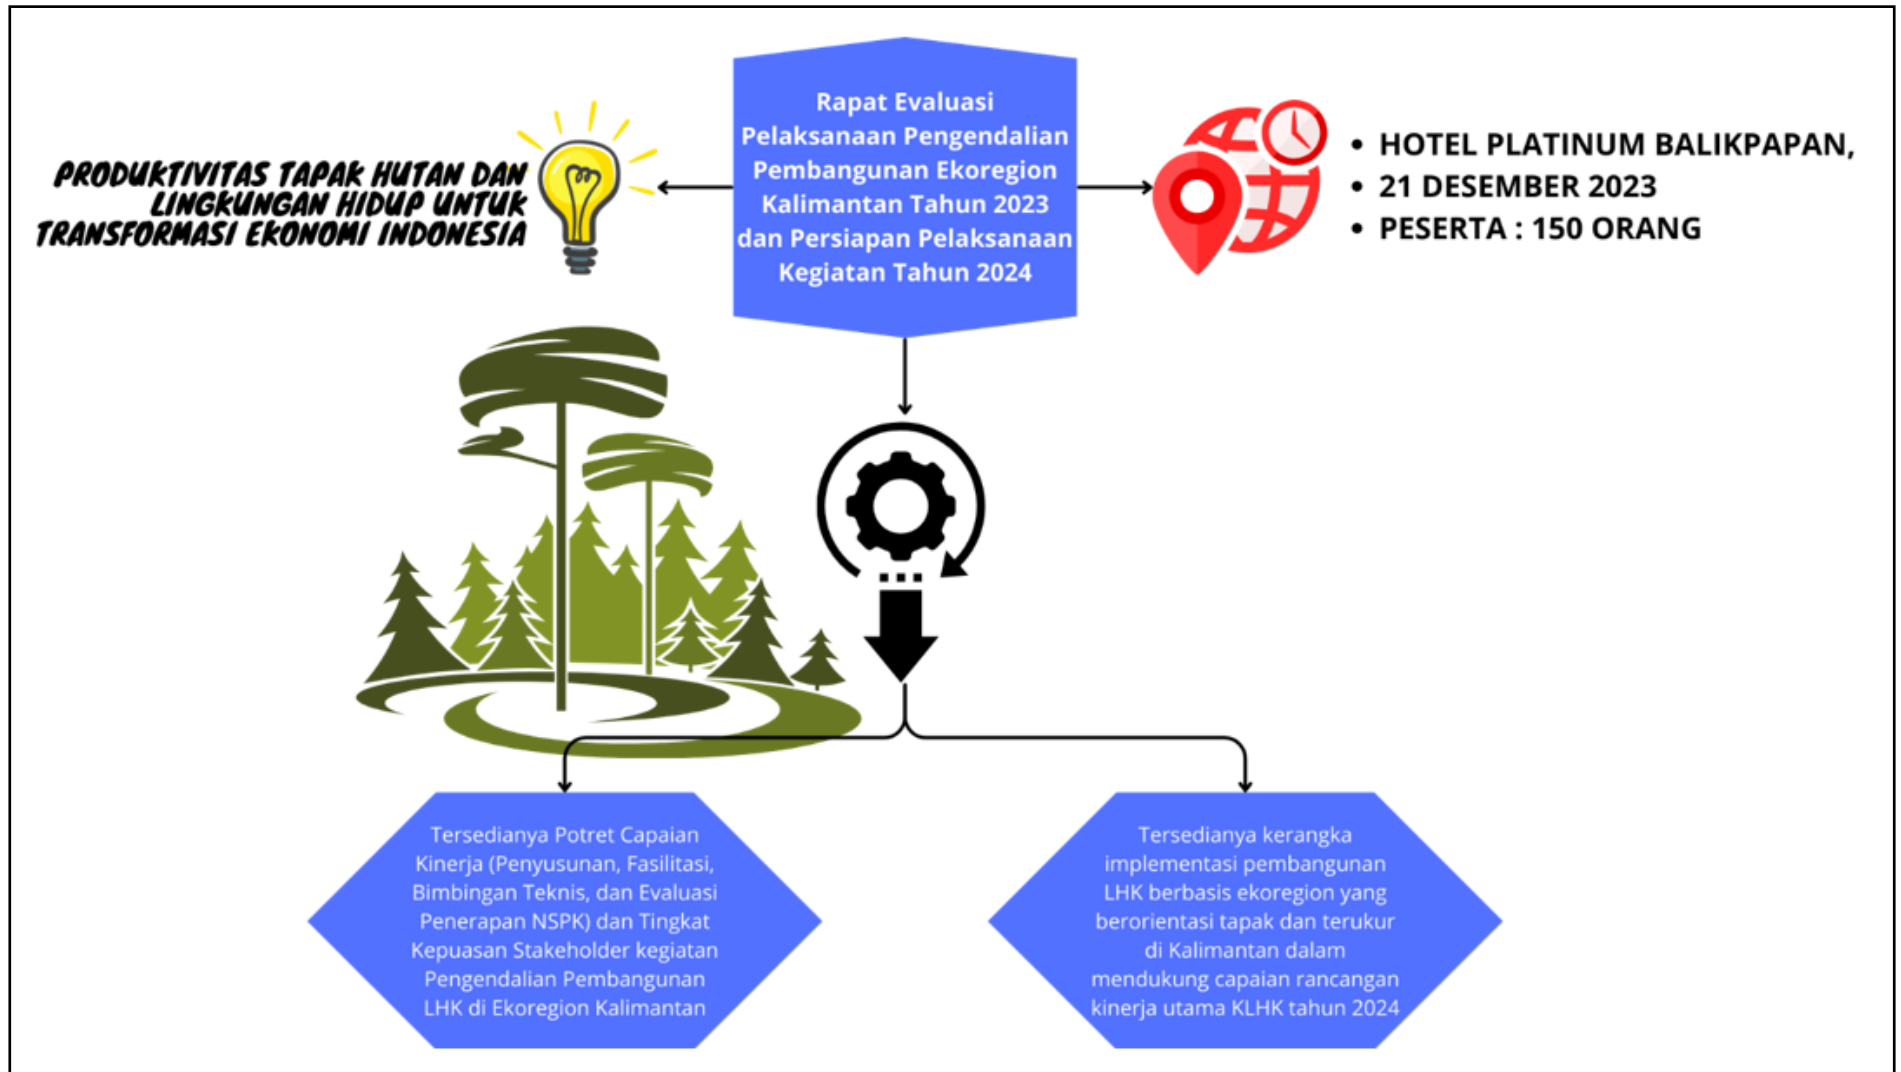 Rapat Evaluasi
Pelaksanaan Pengendalian
Pembangunan Ekoregion
Kalimantan Tahun 2023
dan Persiapan Pelaksanaan
Kegiatan Tahun 2024
PRODUKTIVITAS TAPAK HUTAN DAN
LINGKUNGAN HIDUP UNTUK
TRANSFORMASI EKONOMI INDONESIA
• HOTEL PLATINUM BALIKPAPAN,
• 21 DESEMBER 2023
• PESERTA : 150 ORANG
Tersedianya Potret Capaian
Kinerja (Penyusunan, Fasilitasi,
Bimbingan Teknis, dan Evaluasi
Penerapan NSPK) dan Tingkat
Kepuasan Stakeholder kegiatan
Pengendalian Pembangunan
LHK di Ekoregion Kalimantan
Tersedianya kerangka
implementasi pembangunan
LHK berbasis ekoregion yang
berorientasi tapak dan terukur
di Kalimantan dalam
mendukung capaian rancangan
kinerja utama KLHK tahun 2024